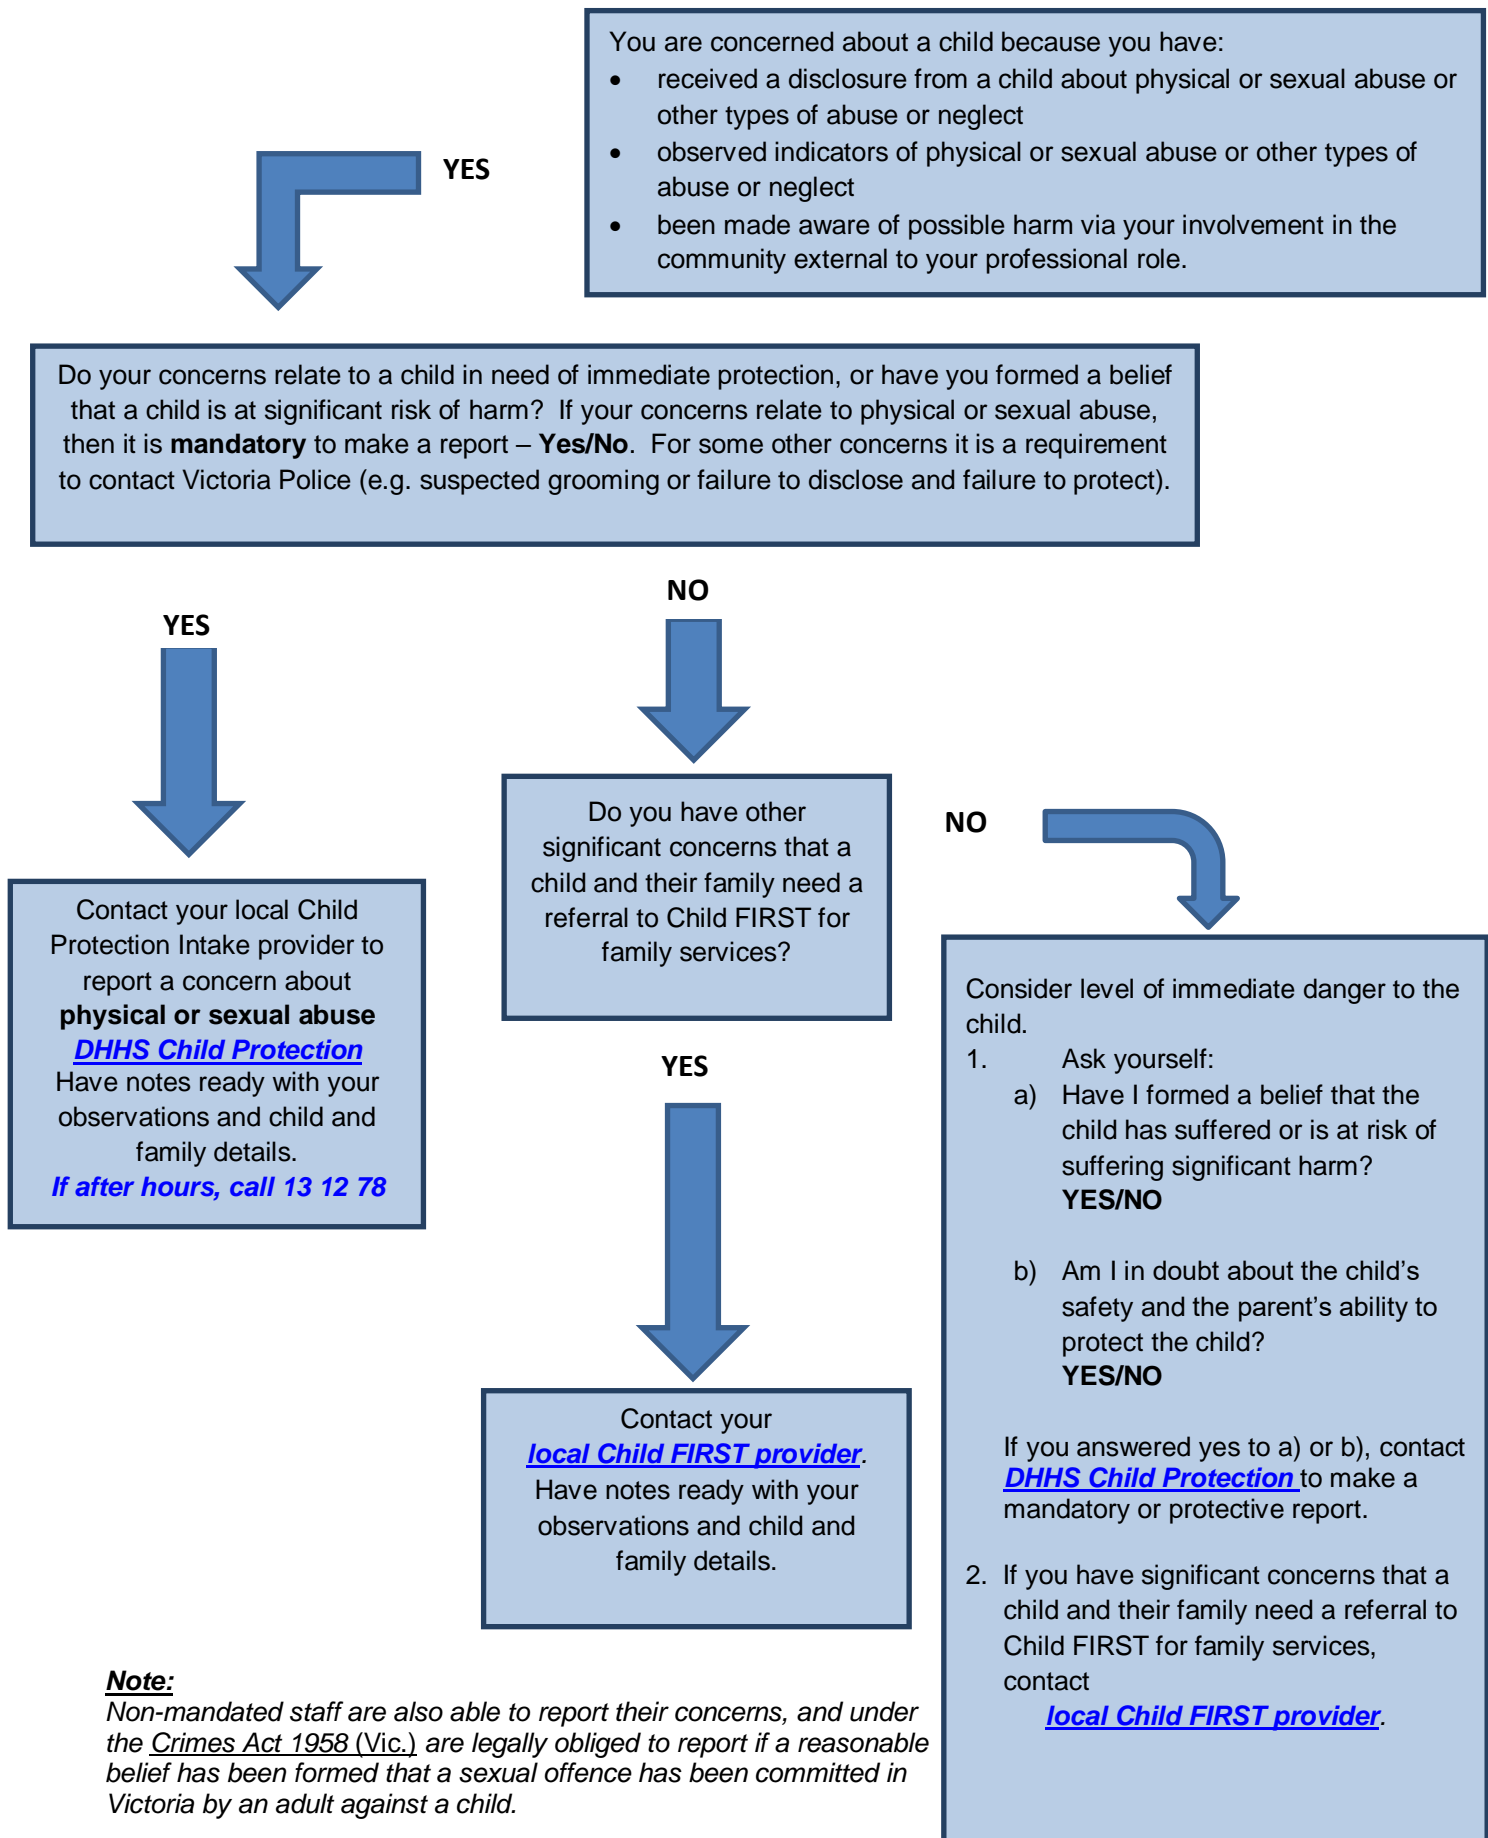 You are concerned about a child because you have:
• received a disclosure from a child about physical or sexual abuse or
other types of abuse or neglect
• observed indicators of physical or sexual abuse or other types of
abuse or neglect
• been made aware of possible harm via your involvement in the
community external to your professional role.
YES
Do your concerns relate to a child in need of immediate protection, or have you formed a belief
that a child is at significant risk of harm?  If your concerns relate to physical or sexual abuse,
then it is mandatory to make a report – Yes/No.  For some other concerns it is a requirement
to contact Victoria Police (e.g. suspected grooming or failure to disclose and failure to protect).
YES
NO
Contact your local Child
Protection Intake provider to
report a concern about
physical or sexual abuse
DHHS Child Protection
Have notes ready with your
observations and child and
family details.
If after hours, call 13 12 78
Do you have other
significant concerns that a
child and their family need a
referral to Child FIRST for
family services?
NO
YES
Contact your
local Child FIRST provider.
Have notes ready with your
observations and child and
family details.
Consider level of immediate danger to the
child.
1. Ask yourself:
a) Have I formed a belief that the
child has suffered or is at risk of
suffering significant harm?
YES/NO
b) Am I in doubt about the child’s
safety and the parent’s ability to
protect the child?
YES/NO
If you answered yes to a) or b), contact
DHHS Child Protection to make a
mandatory or protective report.
2. If you have significant concerns that a
child and their family need a referral to
Child FIRST for family services,
contact
local Child FIRST provider.
Note:
Non-mandated staff are also able to report their concerns, and under
the Crimes Act 1958 (Vic.) are legally obliged to report if a reasonable
belief has been formed that a sexual offence has been committed in
Victoria by an adult against a child.